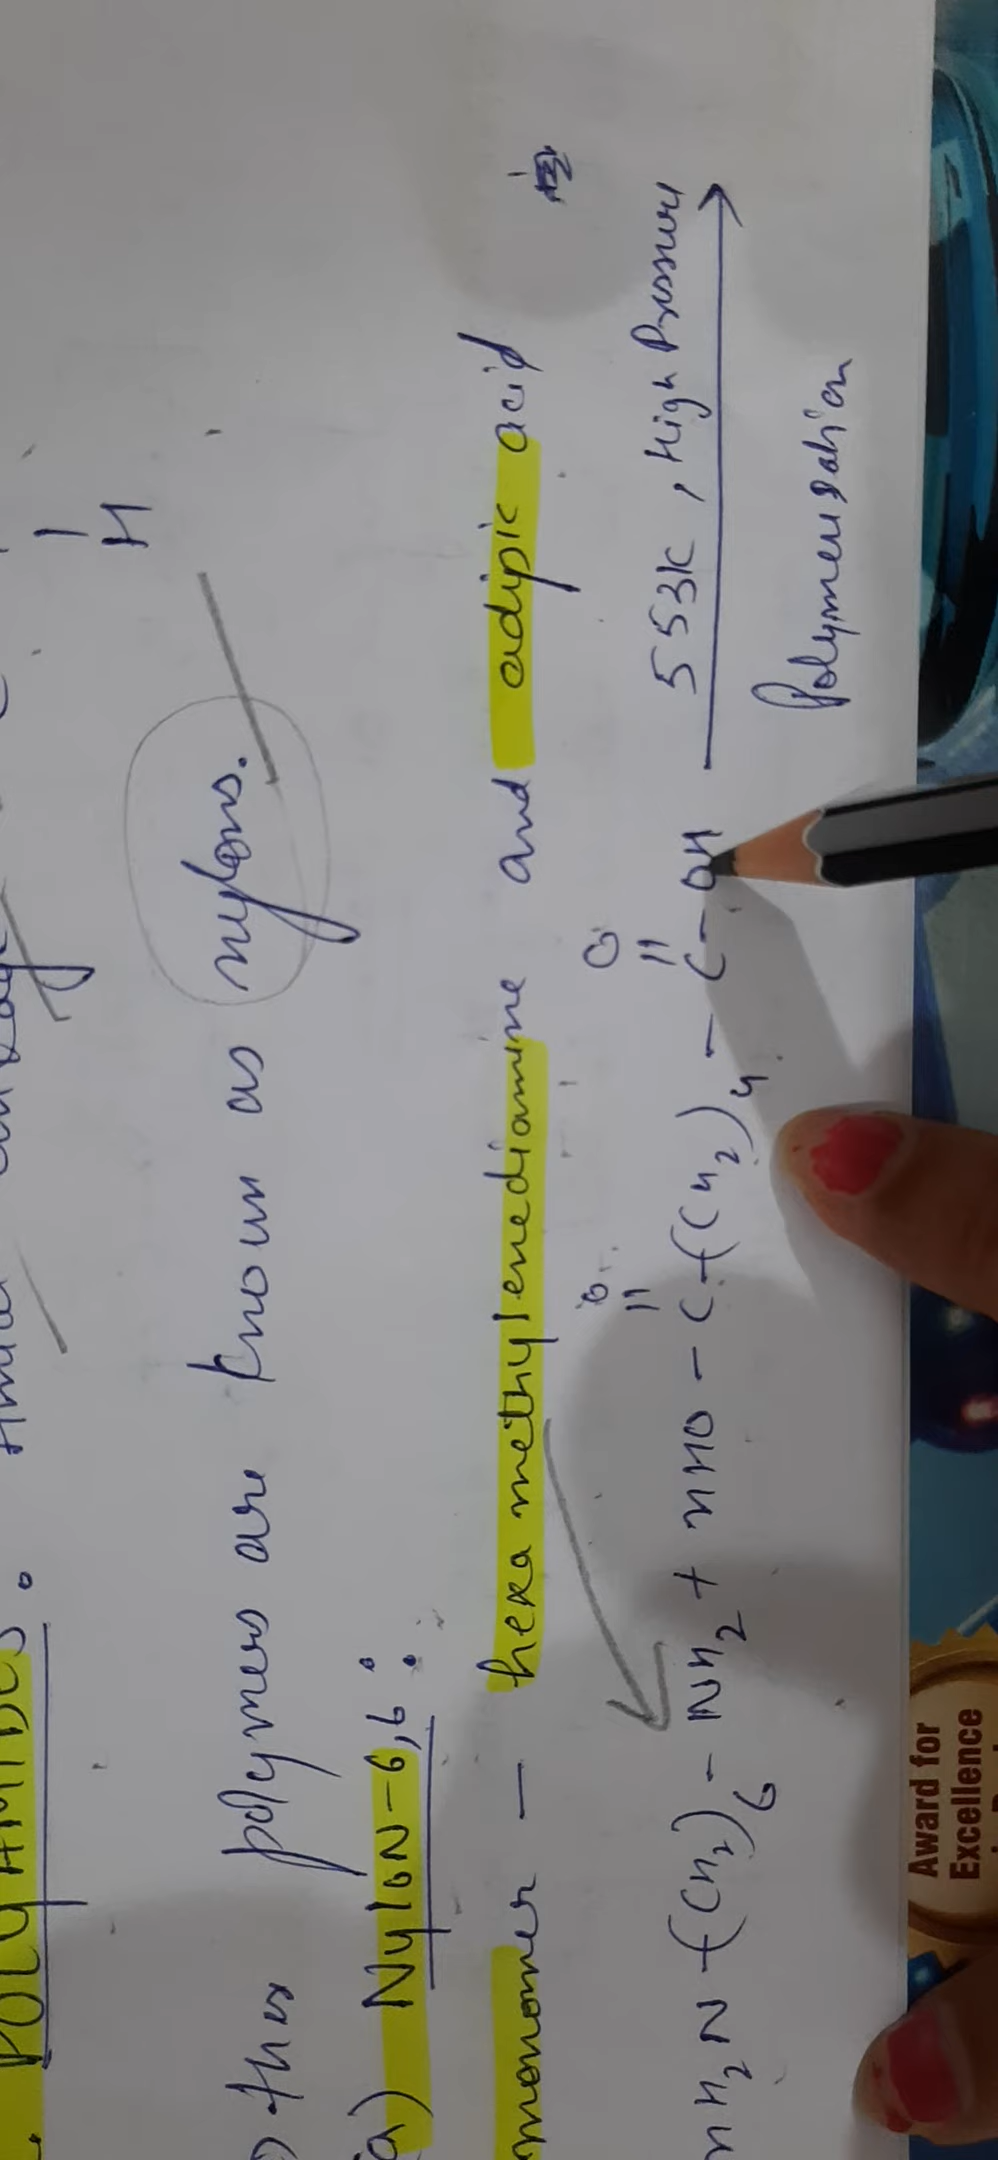 POLYAMIDES:
H
these polymers are known as nylons.
a) NylON-6,6:
monomer - hexamethylenediamine and adipic acid
O O
|| ||
nH2N-(CH2)6-NH2 + nHO-C-(CH2)4-C-OH 553K, High Pressure
Polymerisation
Award for
Excellence